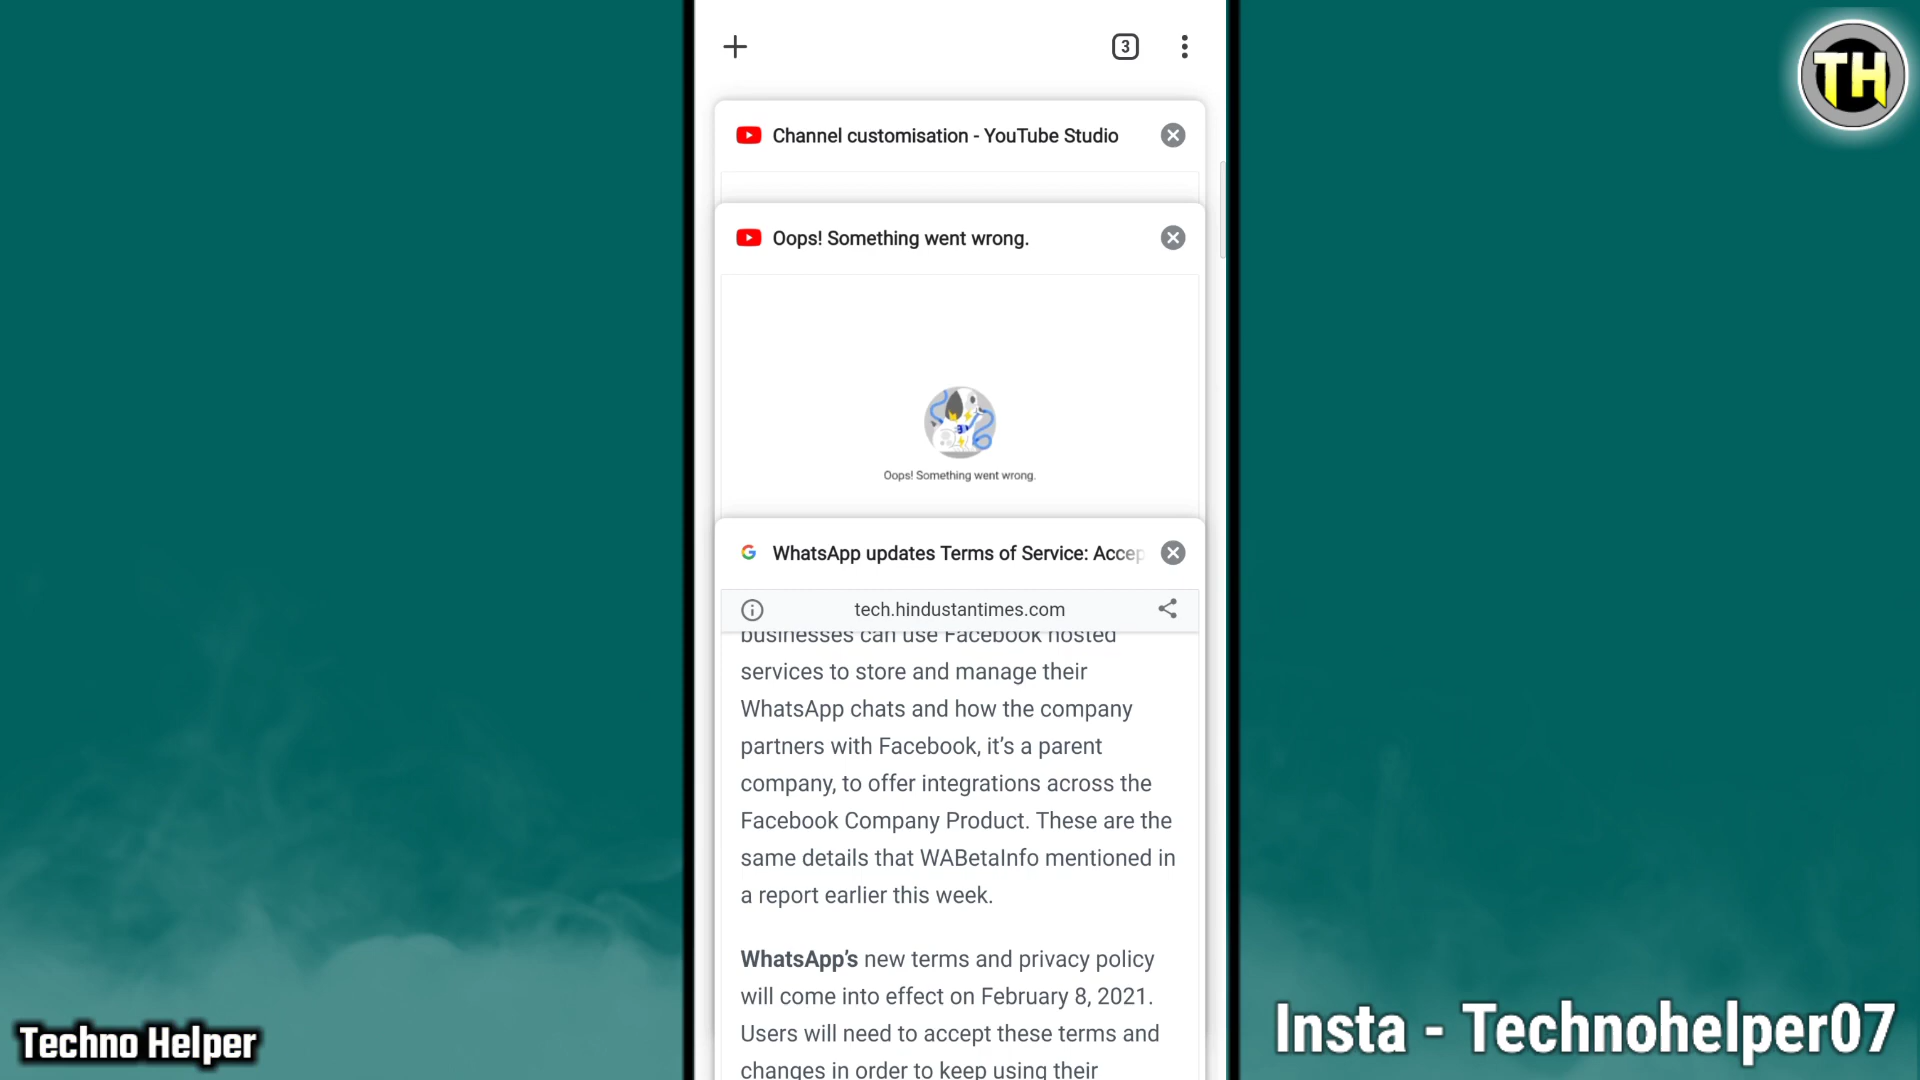 3
TH
Channel customisation - YouTube Studio
Oops! Something went wrong.
Oops! Something went wrong.
WhatsApp updates Terms of Service: Accep
tech.hindustantimes.com
businesses can use Facebook hosted
services to store and manage their
WhatsApp chats and how the company
partners with Facebook, it’s a parent
company, to offer integrations across the
Facebook Company Product. These are the
same details that WABetaInfo mentioned in
a report earlier this week.
WhatsApp’s new terms and privacy policy
will come into effect on February 8, 2021.
Users will need to accept these terms and
changes in order to keep using their
Techno Helper
Insta - Technohelper07